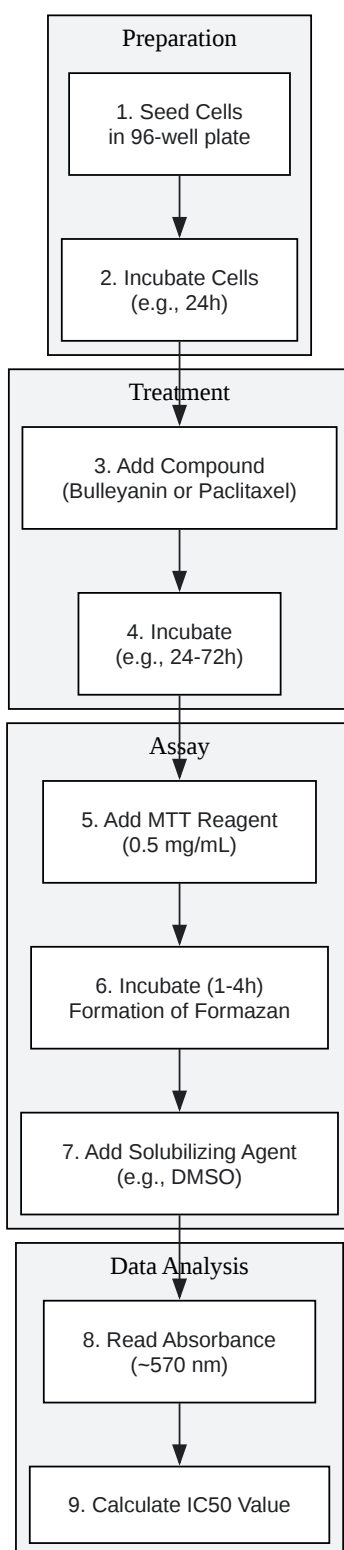 Preparation
1. Seed Cells
in 96-well plate
2. Incubate Cells
(e.g., 24h)
Treatment
3. Add Compound
(Bulleyanin or Paclitaxel)
4. Incubate
(e.g., 24-72h)
Assay
5. Add MTT Reagent
(0.5 mg/mL)
6. Incubate (1-4h)
Formation of Formazan
7. Add Solubilizing Agent
(e.g., DMSO)
Data Analysis
8. Read Absorbance
(~570 nm)
9. Calculate IC50 Value